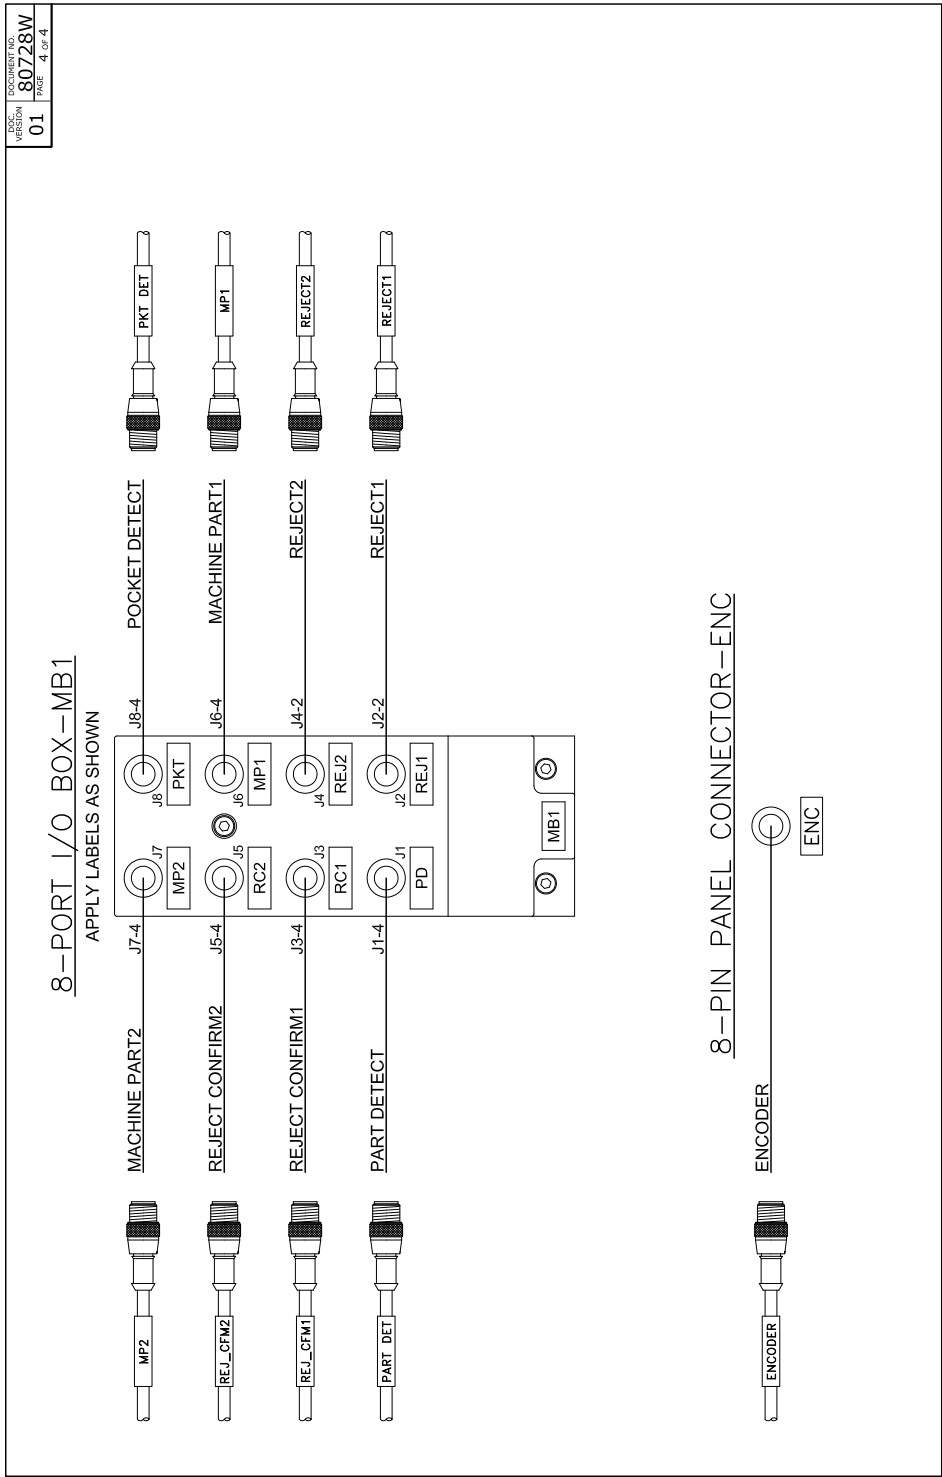 DOC. VERSION
01
DOCUMENT NO.
80728W
PAGE 4 OF 4
8-PORT I/O BOX-MB1
APPLY LABELS AS SHOWN
MP2
MACHINE PART2
J7-4
J7
MP2
J8
PKT
J8-4
POCKET DETECT
PKT DET
REJ_CFM2
REJECT CONFIRM2
J5-4
J5
RC2
J6
MP1
J6-4
MACHINE PART1
MP1
REJ_CFM1
REJECT CONFIRM1
J3-4
J3
RC1
J4
REJ2
J4-2
REJECT2
REJECT2
PART DET
PART DETECT
J1-4
J1
PD
J2
REJ1
J2-2
REJECT1
REJECT1
MB1
8-PIN PANEL CONNECTOR-ENC
ENCODER
ENCODER
ENC